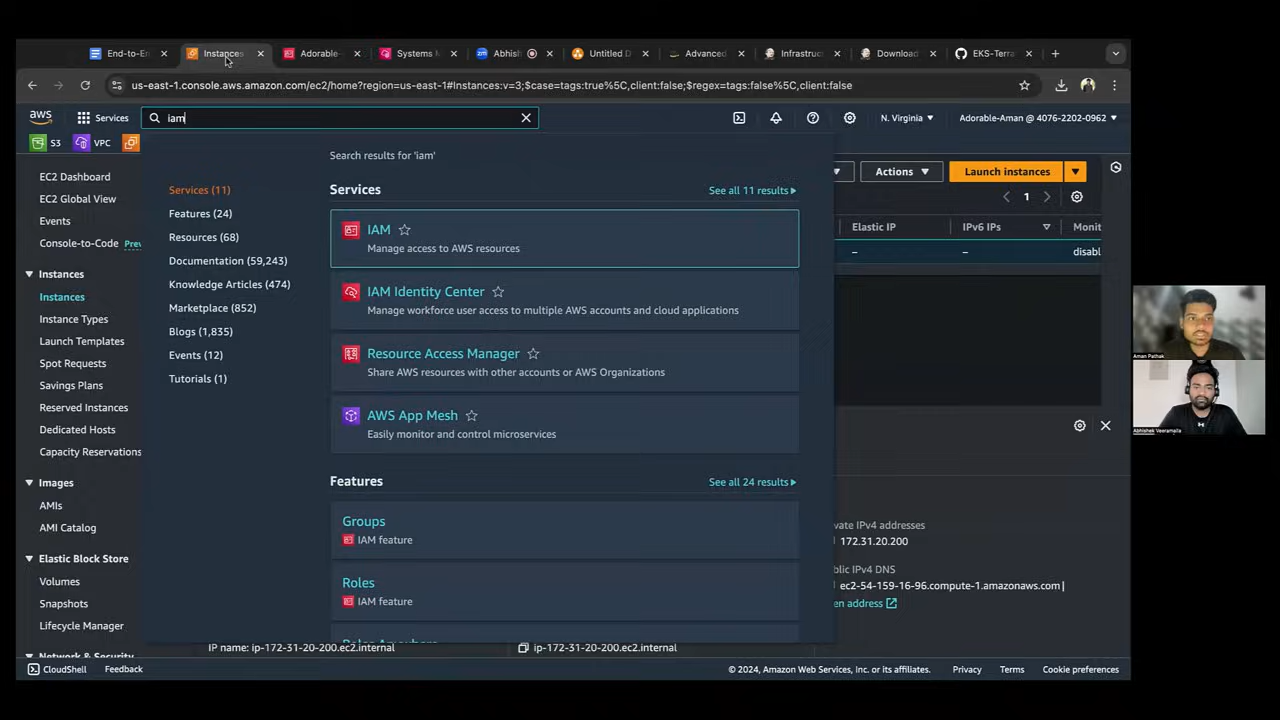 End-to-En
Instances
Adorable-
Systems M
zm
Abhish
Untitled D
Advanced
Infrastruc
Download
EKS-Terra
us-east-1.console.aws.amazon.com/ec2/home?region=us-east-1#Instances:v=3;$case=tags:true%5C,client:false;$regex=tags:false%5C,client:false
aws
Services
iam
N. Virginia
Adorable-Aman @ 4076-2202-0962
S3
VPC
EC2 Dashboard
EC2 Global View
Events
Console-to-Code Prev
Instances
Instances
Instance Types
Launch Templates
Spot Requests
Savings Plans
Reserved Instances
Dedicated Hosts
Capacity Reservations
Images
AMIs
AMI Catalog
Elastic Block Store
Volumes
Snapshots
Lifecycle Manager
Network & Security
Search results for 'iam'
Services (11)
Features (24)
Resources (68)
Documentation (59,243)
Knowledge Articles (474)
Marketplace (852)
Blogs (1,835)
Events (12)
Tutorials (1)
Services
See all 11 results
IAM
Manage access to AWS resources
IAM Identity Center
Manage workforce user access to multiple AWS accounts and cloud applications
Resource Access Manager
Share AWS resources with other accounts or AWS Organizations
AWS App Mesh
Easily monitor and control microservices
Features
See all 24 results
Groups
IAM feature
Roles
IAM feature
Actions
Launch instances
1
Elastic IP
IPv6 IPs
Monit
–
–
disabl
ivate IPv4 addresses
172.31.20.200
blic IPv4 DNS
ec2-54-159-16-96.compute-1.amazonaws.com |
en address
IP name: ip-172-31-20-200.ec2.internal
ip-172-31-20-200.ec2.internal
CloudShell
Feedback
© 2024, Amazon Web Services, Inc. or its affiliates.
Privacy
Terms
Cookie preferences
Aman Pathak
Abhishek Veeramalla